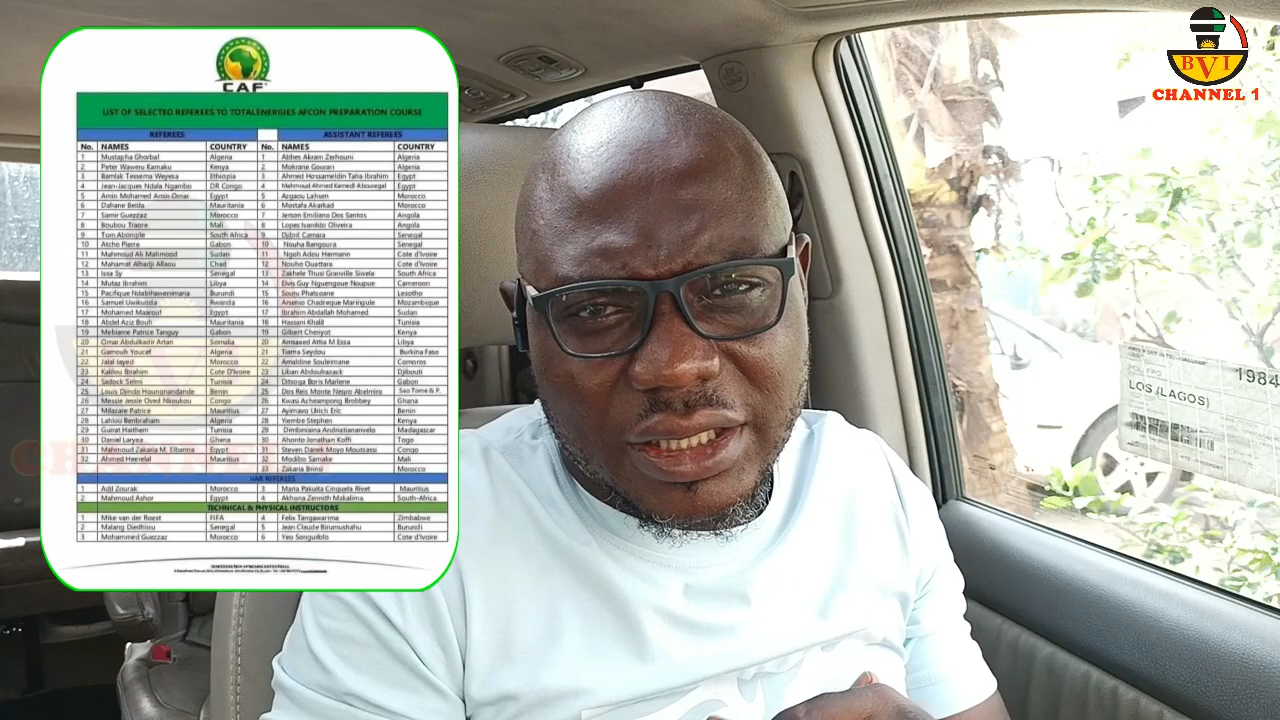 CAF
LIST OF SELECTED REFEREES TO TOTALENERGIES AFCON PREPARATION COURSE
REFEREES ASSISTANT REFEREES
No. NAMES COUNTRY No. NAMES COUNTRY
1 Mustapha Ghorbal Algeria 1 Abbes Akram Zerhouni Algeria
2 Peter Waweru Kamaku Kenya 2 Mokrane Gourari Algeria
3 Bamlak Tessema Weyesa Ethiopia 3 Ahmed Hossameldin Taha Ibrahim Egypt
4 Jean-Jacques Ndala Ngambo DR Congo 4 Mahmoud Ahmed Kamedl Abouregal Egypt
5 Amin Mohamed Amin Omar Egypt 5 Azgaou Lahsen Morocco
6 Dahane Beida Mauritania 6 Mostafa Akarkad Morocco
7 Samir Guezzaz Morocco 7 Jerson Emiliano Dos Santos Angola
8 Boubou Traore Mali 8 Lopes Ivanildo Oliveira Angola
9 Tom Abongile South Africa 9 Djibril Camara Senegal
10 Atcho Pierre Gabon 10 Nouha Bangoura Senegal
11 Mahmoud Ali Mahmood Sudan 11 Ngoh Adou Hermann Cote d'Ivoire
12 Mahamat Alhadji Allaou Chad 12 Nouho Ouattara Cote d'Ivoire
13 Issa Sy Senegal 13 Zakhele Thusi Granville Siwela South Africa
14 Mutaz Ibrahim Libya 14 Elvis Guy Nguengoue Noupue Cameroon
15 Pacifique Ndabihawenimana Burundi 15 Souru Phatsoane Lesotho
16 Samuel Uwikunda Rwanda 16 Arsenio Chadreque Maringule Mozambique
17 Mohamed Maarouf Egypt 17 Ibrahim Abdallah Mohamed Sudan
18 Abdel Aziz Bouh Mauritania 18 Hassani Khalil Tunisia
19 Mebiame Patrice Tanguy Gabon 19 Gilbert Cheriyot Kenya
20 Omar Abdulkadir Artan Somalia 20 Amsaaed Attia M Essa Libya
21 Gamouh Youcef Algeria 21 Tiama Seydou Burkina Faso
22 Jalal Jayed Morocco 22 Amaldine Souleimane Comoros
23 Kalilou Ibrahim Cote D'Ivoire 23 Liban Abdoulrazack Djibouti
24 Sadock Selmi Tunisia 24 Ditsoga Boris Marlene Gabon
25 Louis Djindo Houngnandande Benin 25 Dos Reis Monte Negro Abelmiro Sao Tome & P.
26 Messie Jessie Oved Nkoukou Congo 26 Kwasi Acheampong Brobbey Ghana
27 Milazare Patrice Mauritius 27 Ayimavo Ulrich Eric Benin
28 Lahlou Benbraham Algeria 28 Yiembe Stephen Kenya
29 Guirat Haithem Tunisia 29 Dimbiniaina Andriatianarivelo Madagascar
30 Daniel Laryea Ghana 30 Ahonto Jonathan Koffi Togo
31 Mahmoud Zakaria M. Elbanna Egypt 31 Steven Danek Moyo Moutsassi Congo
32 Ahmed Heerelal Mauritius 32 Modibo Samake Mali
33 Zakaria Brinsi Morocco
VAR REFEREES
1 Adil Zourak Morocco 3 Maria Pakuita Cinquela Rivet Mauritius
2 Mahmoud Ashor Egypt 4 Akhona Zennith Makalima South-Africa
TECHNICAL & PHYSICAL INSTRUCTORS
1 Mike van der Roest FIFA 4 Felix Tangawarima Zimbabwe
2 Malang Diedhiou Senegal 5 Jean Claude Birumushahu Burundi
3 Mohammed Guezzaz Morocco 6 Yeo Songuifolo Cote d'Ivoire
BVI
CHANNEL 1
1984
LOS (LAGOS)